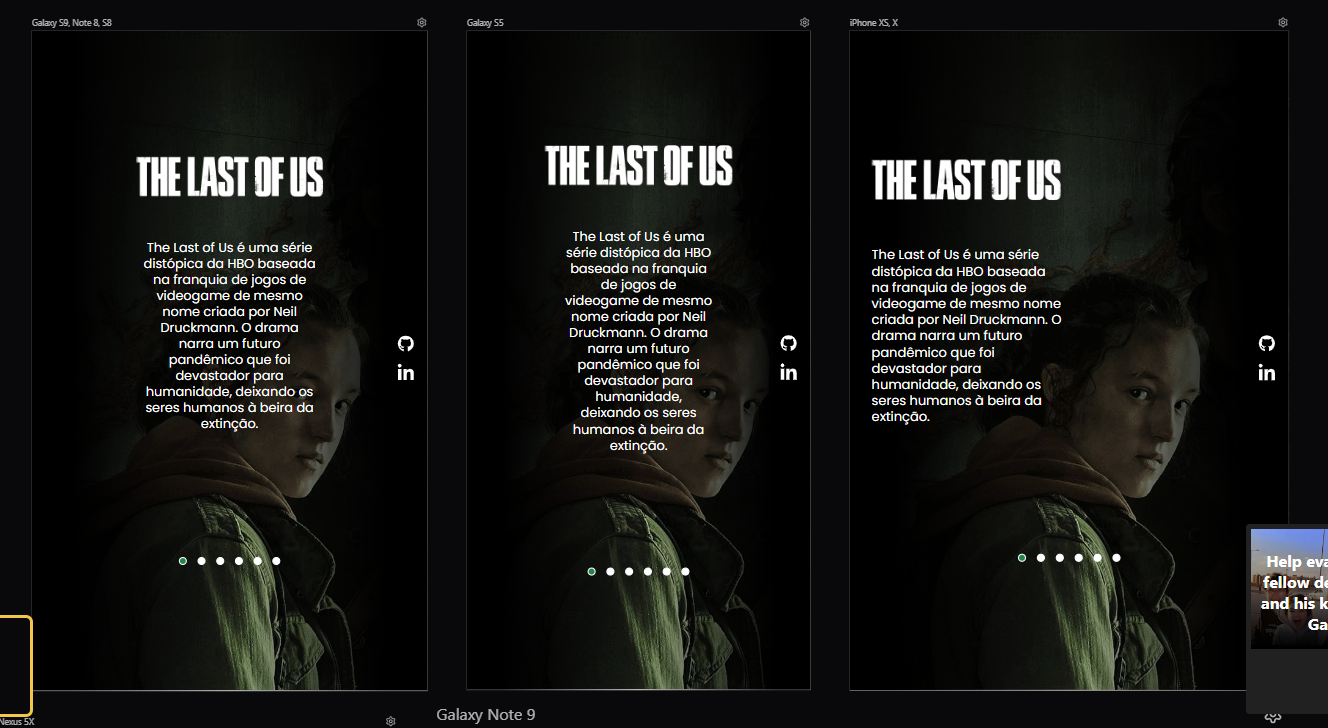 Galaxy S9, Note 8, S8
THE LAST OF US
The Last of Us é uma série
distópica da HBO baseada
na franquia de jogos de
videogame de mesmo
nome criada por Neil
Druckmann. O drama
narra um futuro
pandêmico que foi
devastador para
humanidade, deixando os
seres humanos à beira da
extinção.
in
Galaxy S5
THE LAST OF US
The Last of Us é uma
série distópica da HBO
baseada na franquia
de jogos de
videogame de mesmo
nome criada por Neil
Druckmann. O drama
narra um futuro
pandêmico que foi
devastador para
humanidade,
deixando os seres
humanos à beira da
extinção.
in
iPhone XS, X
THE LAST OF US
The Last of Us é uma série
distópica da HBO baseada
na franquia de jogos de
videogame de mesmo nome
criada por Neil Druckmann. O
drama narra um futuro
pandêmico que foi
devastador para
humanidade, deixando os
seres humanos à beira da
extinção.
in
Help eva
fellow de
and his k
Ga
Nexus 5X
Galaxy Note 9